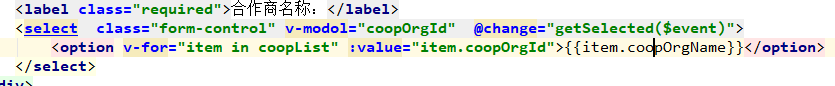 <label class="required">合作商名称：</label>
<select  class="form-control" v-modol="coopOrgId"  @change="getSelected($event)">
<option v-for="item in coopList" :value="item.coopOrgId">{{item.coopOrgName}}</option>
</select>
div>